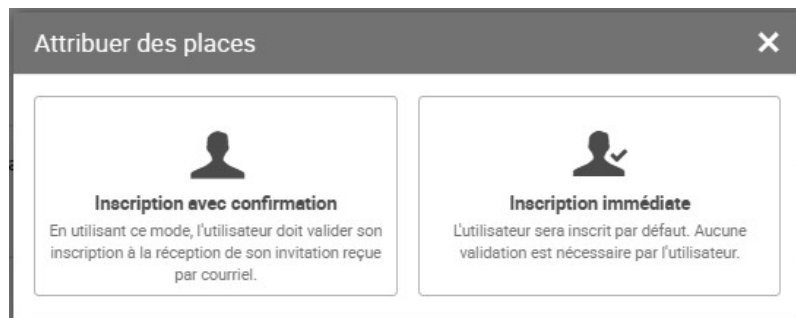 Attribuer des places
Inscription avec confirmation
En utilisant ce mode, l'utilisateur doit valider son
inscription à la réception de son invitation reçue
par courriel.
Inscription immédiate
L'utilisateur sera inscrit par défaut. Aucune
validation est nécessaire par l'utilisateur.